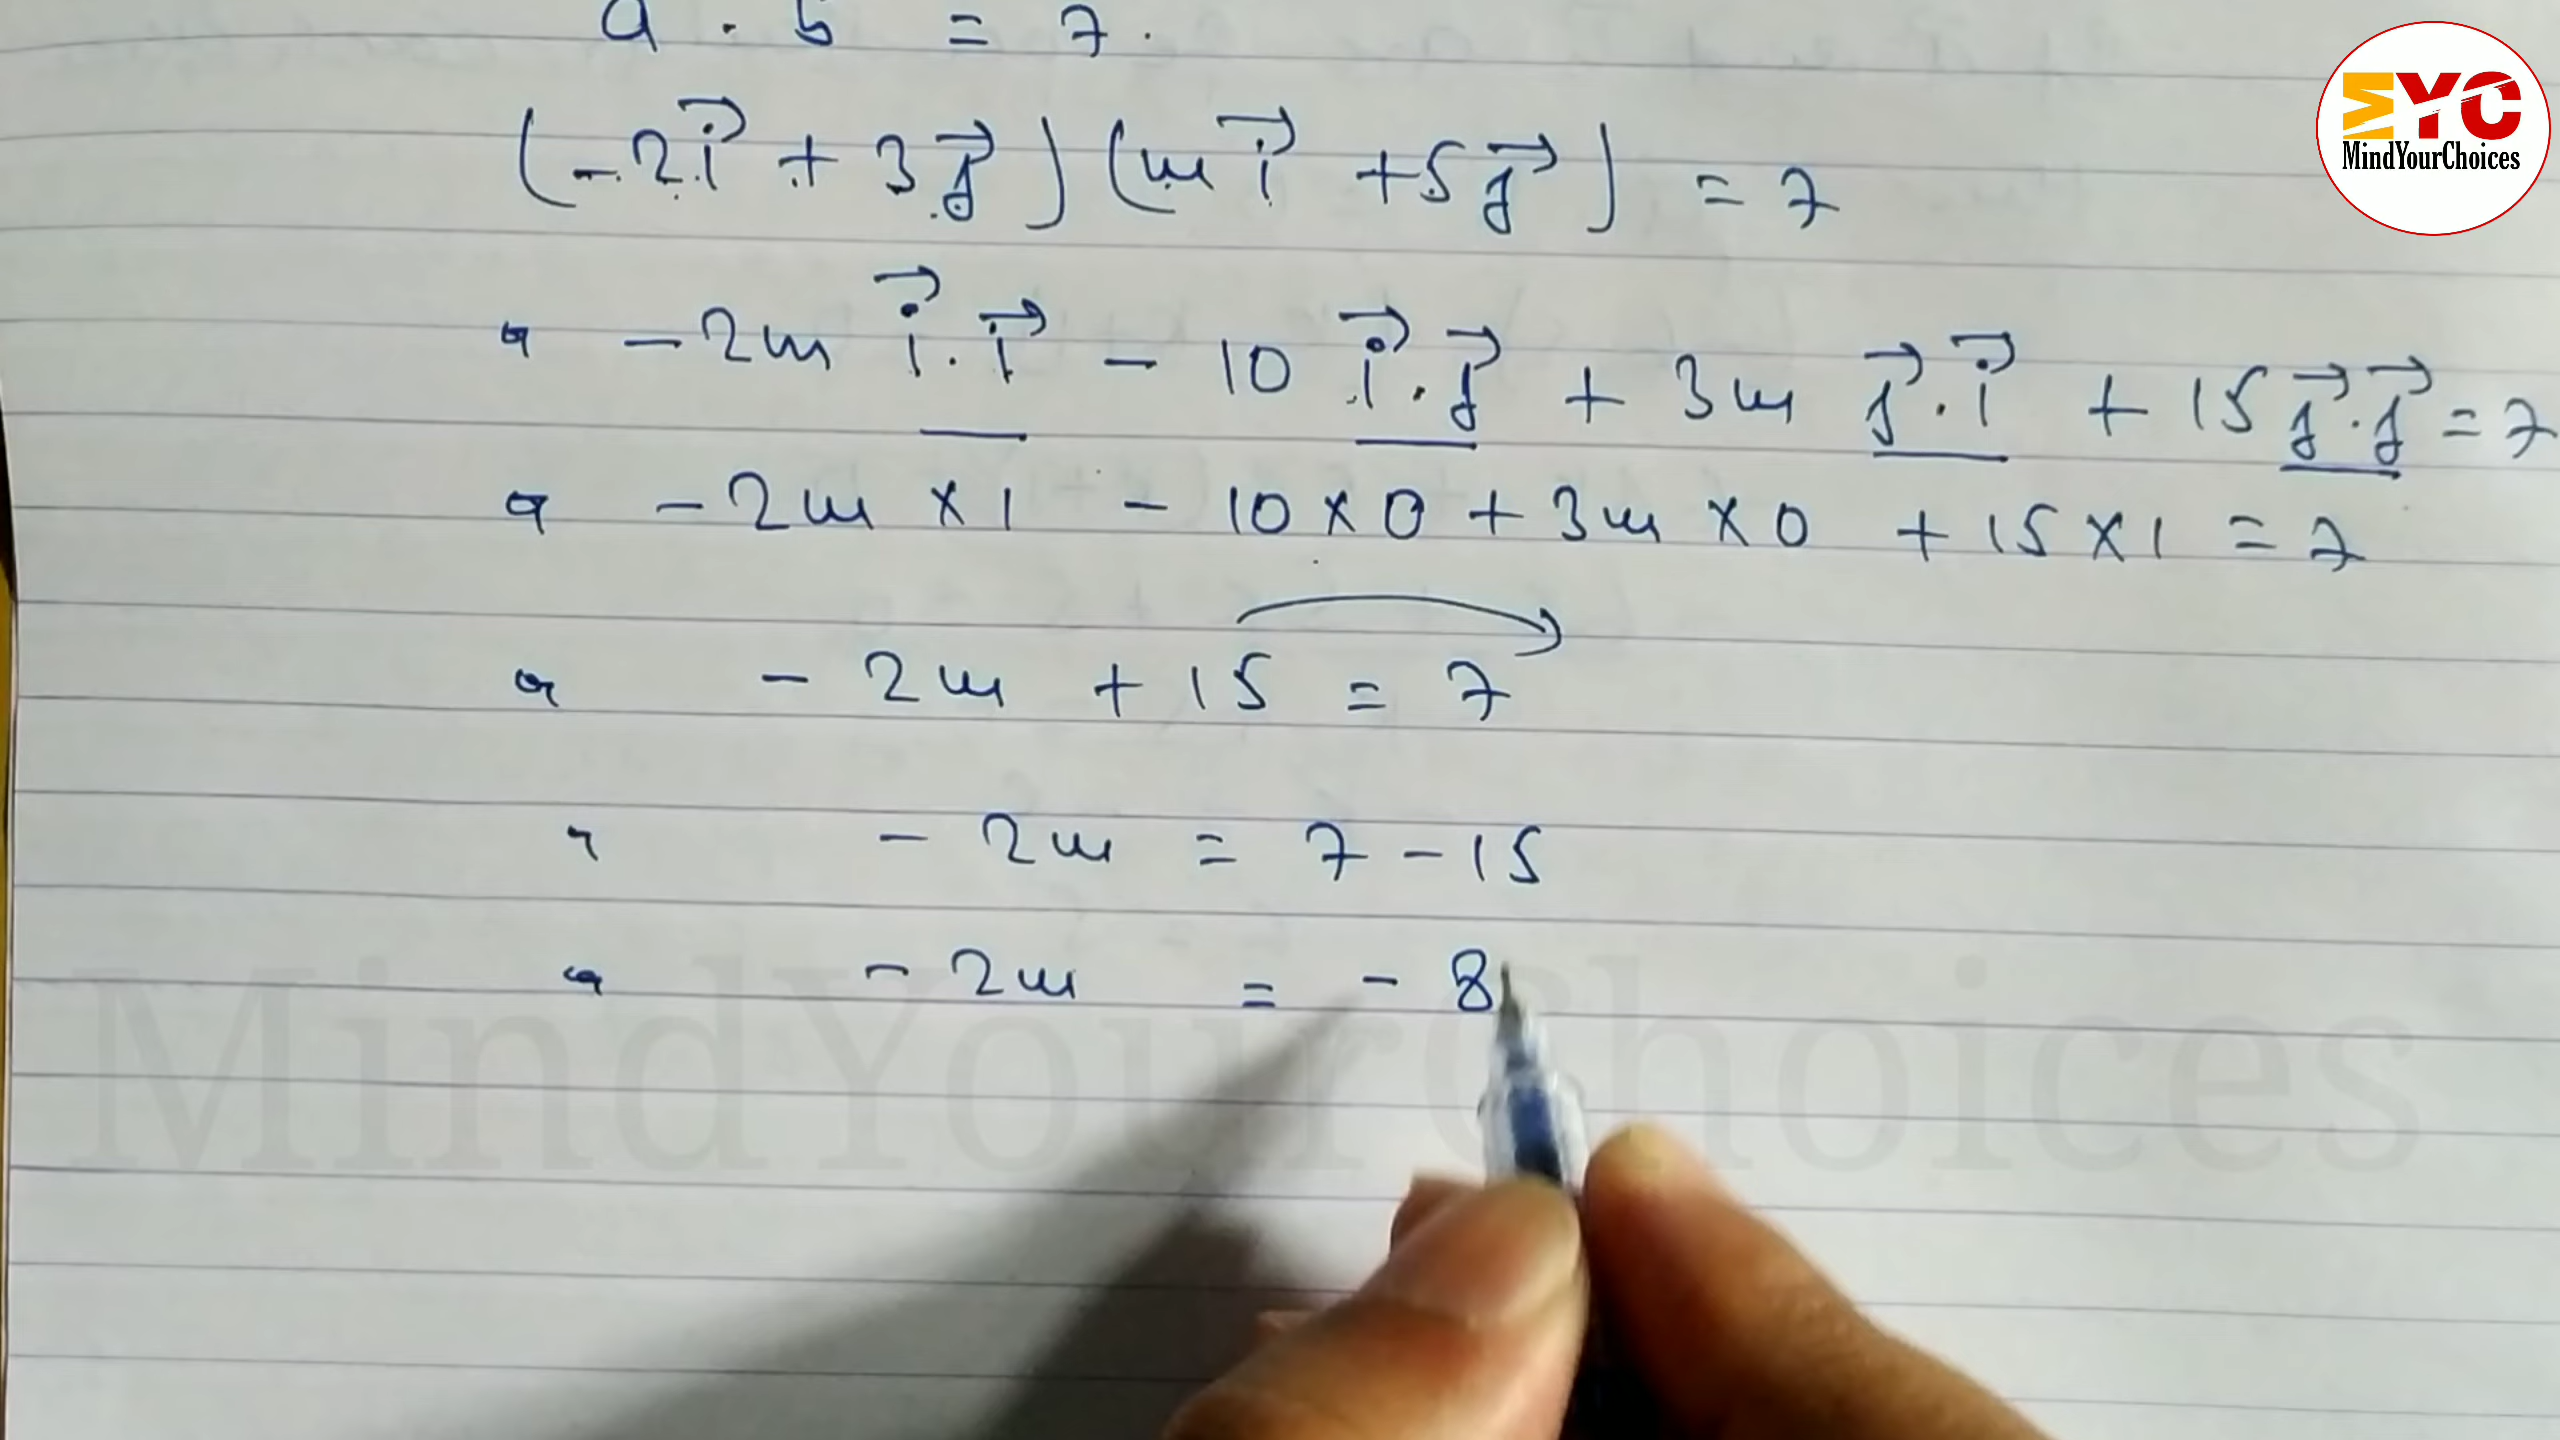 a . b = 7.
(-2i⃗ + 3j⃗) (mi⃗ + 5j⃗) = 7
or -2m i⃗.i⃗ - 10 i⃗.j⃗ + 3m j⃗.i⃗ + 15 j⃗.j⃗ = 7
or -2m × 1 - 10 × 0 + 3m × 0 + 15 × 1 = 7
or -2m + 15 = 7
or -2m = 7 - 15
or -2m = - 8
MYC
MindYourChoices
MindYourChoices